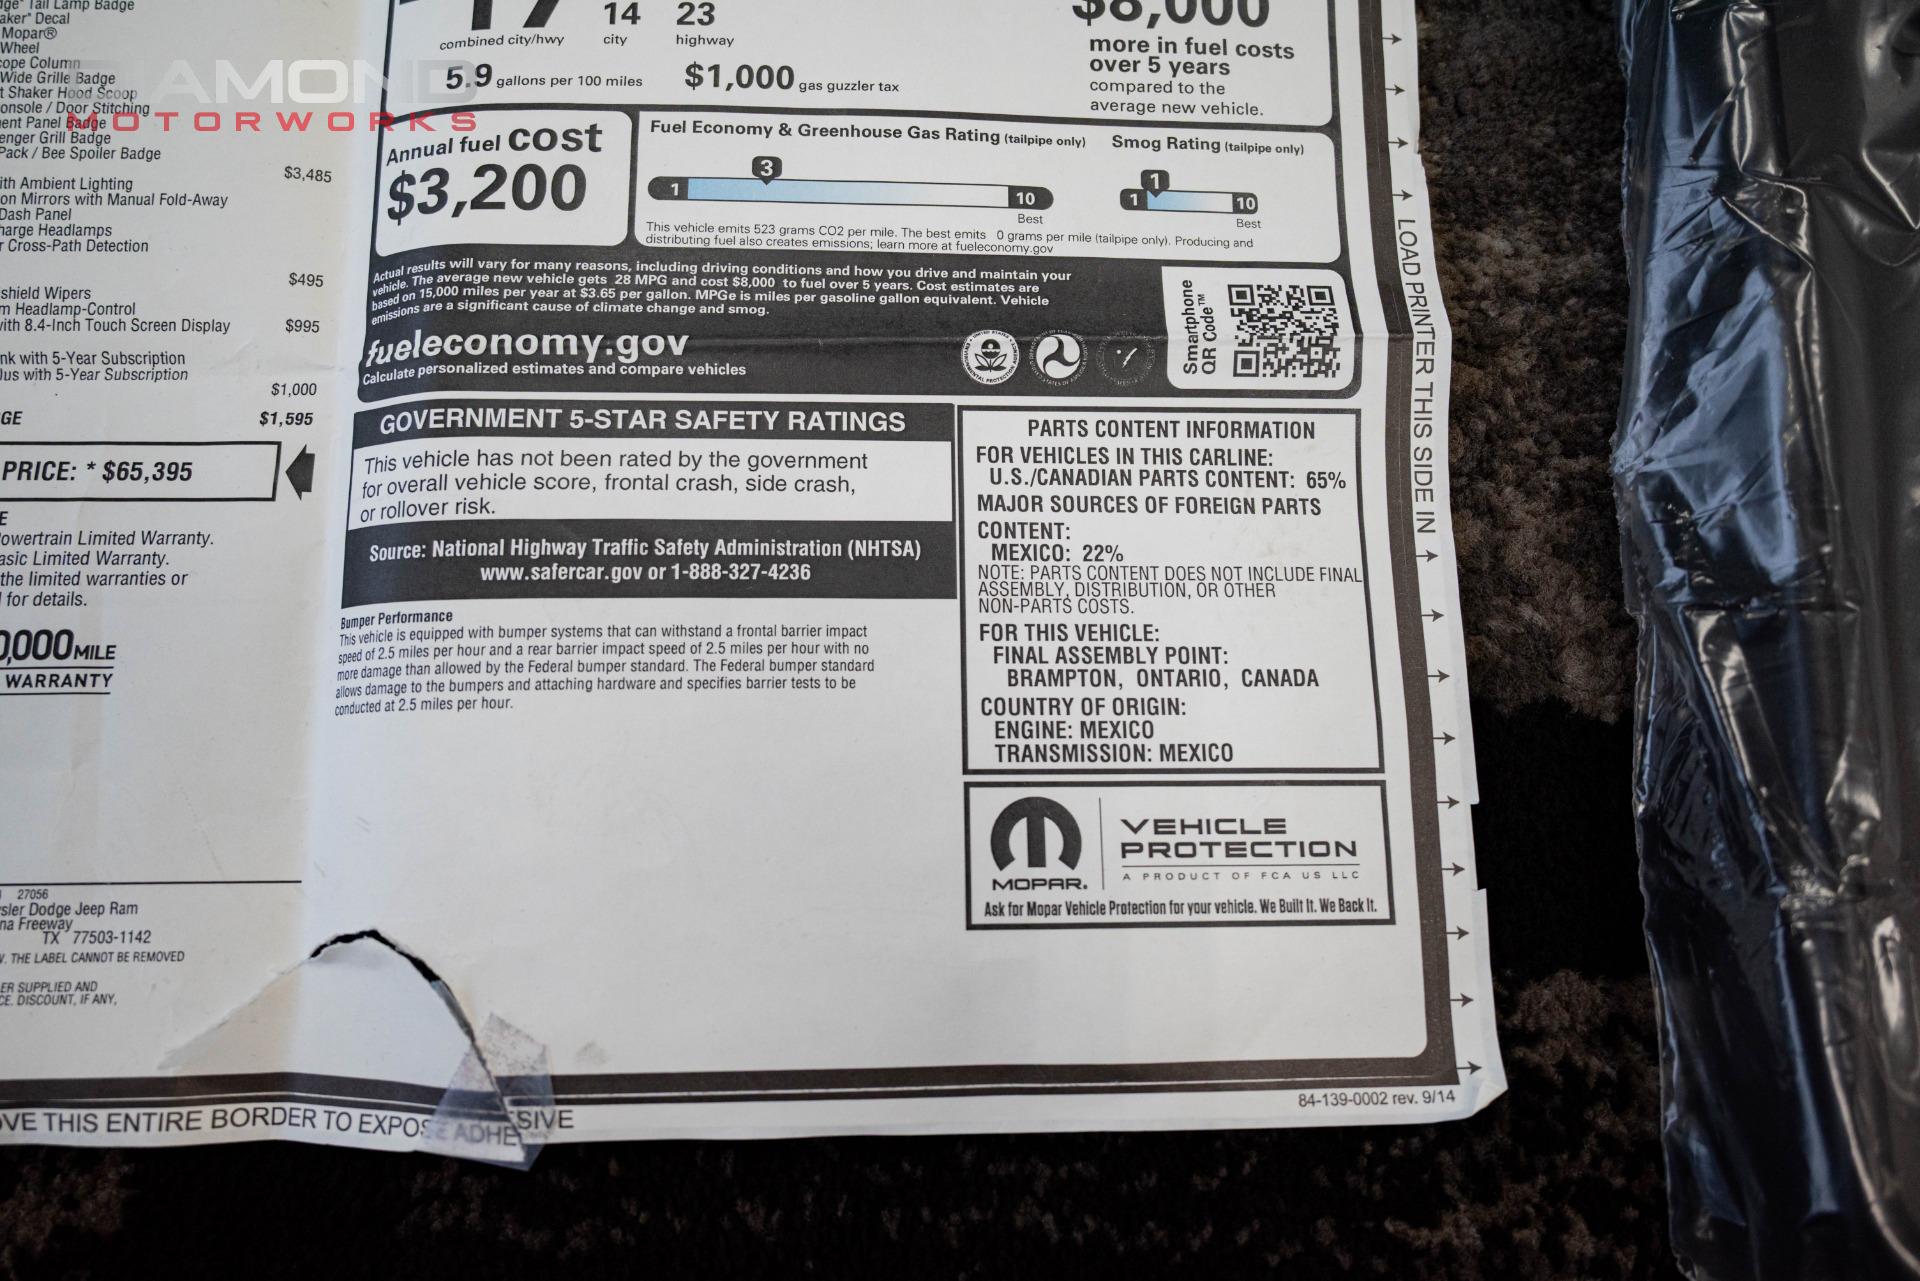 Tail Lamp Badge
Decal
Mopar®
Wheel
Column
Wide Grille Badge
Shaker Hood Scoop
Console / Door Stitching
Panel Badge
Grill Badge
Pack / Bee Spoiler Badge
$3,485
with Ambient Lighting
Mirrors with Manual Fold-Away
Dash Panel
Headlamps
Cross-Path Detection
$495
Wipers
Headlamp-Control
with 8.4-Inch Touch Screen Display
$995
with 5-Year Subscription
with 5-Year Subscription
$1,000
$1,595
PRICE: * $65,395
Powertrain Limited Warranty.
Basic Limited Warranty.
the limited warranties or
for details.
MILE
WARRANTY
27056
Dodge Jeep Ram
Freeway
TX 77503-1142
THE LABEL CANNOT BE REMOVED
SUPPLIED AND
DISCOUNT, IF ANY,
DIAMOND
MOTORWORKS
17 14 23
combined city/hwy city highway
5.9 gallons per 100 miles $1,000 gas guzzler tax
$8,000
more in fuel costs
over 5 years
compared to the
average new vehicle.
Annual fuel cost
$3,200
Fuel Economy & Greenhouse Gas Rating (tailpipe only)
3
1 10
Best
Smog Rating (tailpipe only)
1
1 10
Best
This vehicle emits 523 grams CO2 per mile. The best emits 0 grams per mile (tailpipe only). Producing and
distributing fuel also creates emissions; learn more at fueleconomy.gov
Actual results will vary for many reasons, including driving conditions and how you drive and maintain your
vehicle. The average new vehicle gets 28 MPG and cost $8,000 to fuel over 5 years. Cost estimates are
based on 15,000 miles per year at $3.65 per gallon. MPGe is miles per gasoline gallon equivalent. Vehicle
emissions are a significant cause of climate change and smog.
fueleconomy.gov
Calculate personalized estimates and compare vehicles
Smartphone
QR Code™
GOVERNMENT 5-STAR SAFETY RATINGS
This vehicle has not been rated by the government
for overall vehicle score, frontal crash, side crash,
or rollover risk.
Source: National Highway Traffic Safety Administration (NHTSA)
www.safercar.gov or 1-888-327-4236
Bumper Performance
This vehicle is equipped with bumper systems that can withstand a frontal barrier impact
speed of 2.5 miles per hour and a rear barrier impact speed of 2.5 miles per hour with no
more damage than allowed by the Federal bumper standard. The Federal bumper standard
allows damage to the bumpers and attaching hardware and specifies barrier tests to be
conducted at 2.5 miles per hour.
PARTS CONTENT INFORMATION
FOR VEHICLES IN THIS CARLINE:
U.S./CANADIAN PARTS CONTENT: 65%
MAJOR SOURCES OF FOREIGN PARTS
CONTENT:
MEXICO: 22%
NOTE: PARTS CONTENT DOES NOT INCLUDE FINAL
ASSEMBLY, DISTRIBUTION, OR OTHER
NON-PARTS COSTS.
FOR THIS VEHICLE:
FINAL ASSEMBLY POINT:
BRAMPTON, ONTARIO, CANADA
COUNTRY OF ORIGIN:
ENGINE: MEXICO
TRANSMISSION: MEXICO
MOPAR.
VEHICLE
PROTECTION
A PRODUCT OF FCA US LLC
Ask for Mopar Vehicle Protection for your vehicle. We Built It. We Back It.
LOAD PRINTER THIS SIDE IN
84-139-0002 rev. 9/14
THIS ENTIRE BORDER TO EXPOSE ADHESIVE